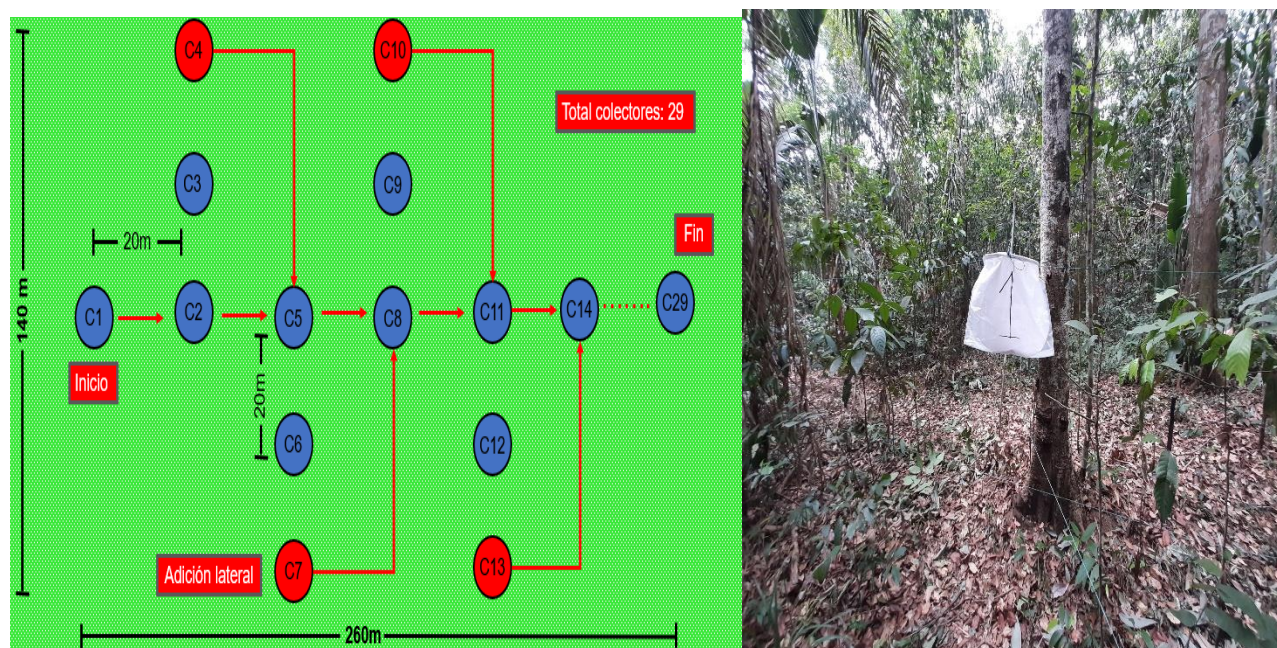 C4
C10
Total colectores: 29
C3
C9
20m
Fin
140 m
C1
C2
C5
C8
C11
C14
C29
Inicio
20m
C6
C12
Adición lateral
C7
C13
260m
1